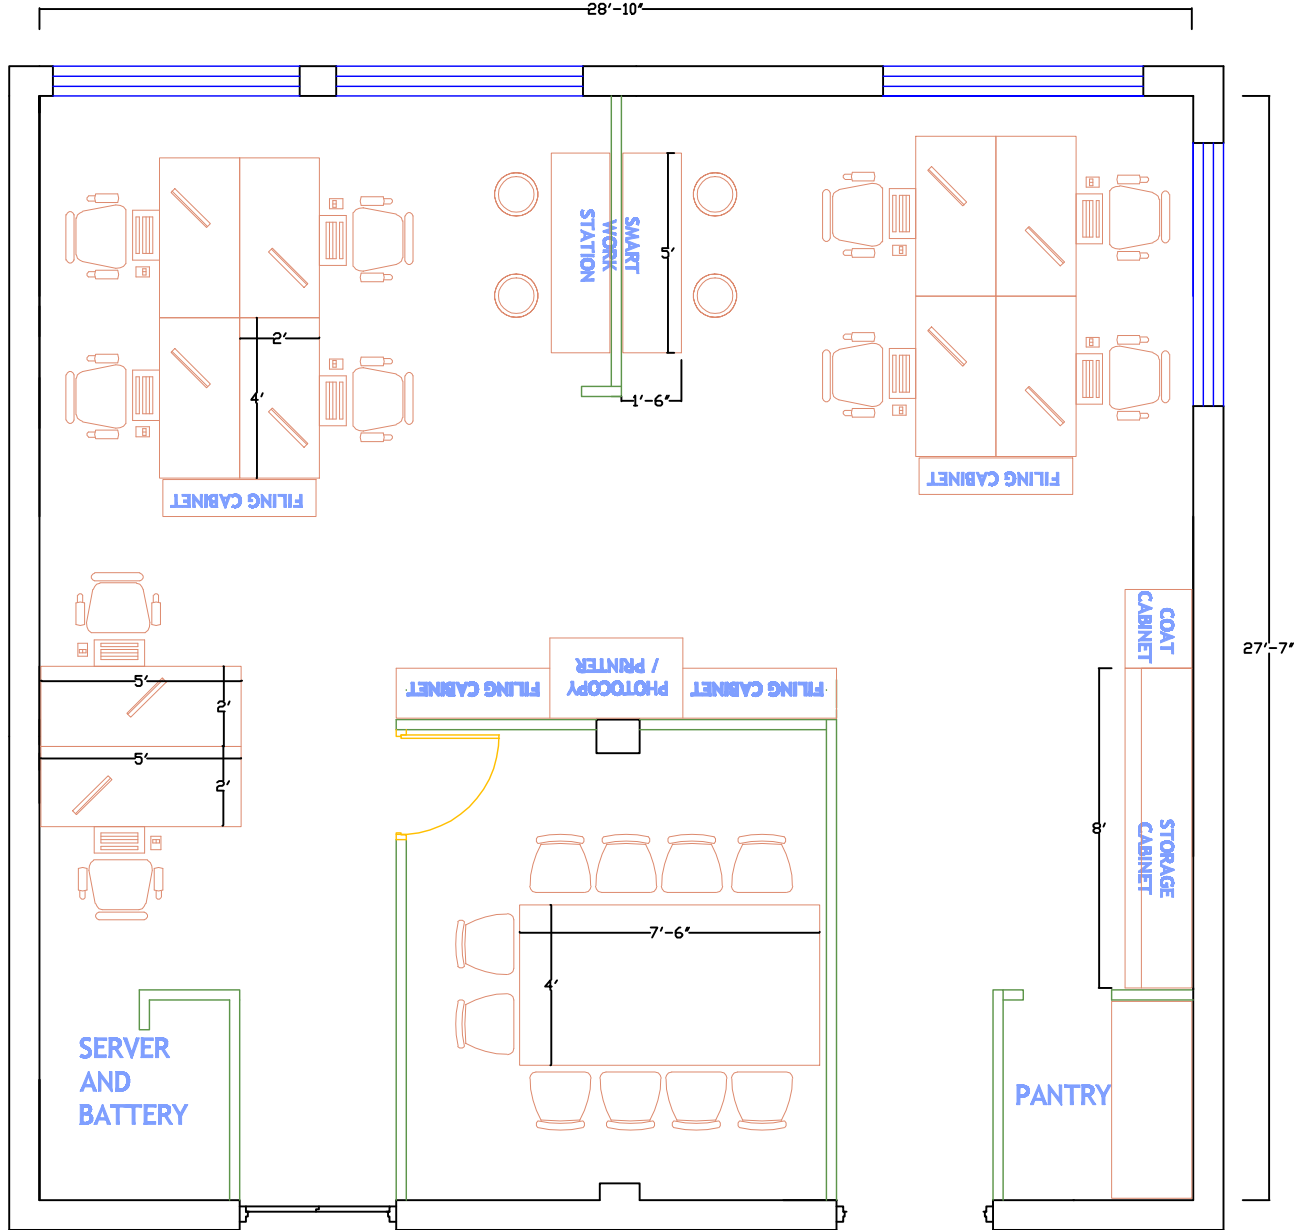 28'-10"
SMART
WORK
STATION
5'
2'
4'
1'-6"
FILING CABINET
FILING CABINET
COAT
CABINET
27'-7"
PHOTOCOPY
/ PRINTER
FILING CABINET
FILING CABINET
5'
2'
5'
2'
8'
STORAGE
CABINET
7'-6"
4'
SERVER
AND
BATTERY
PANTRY